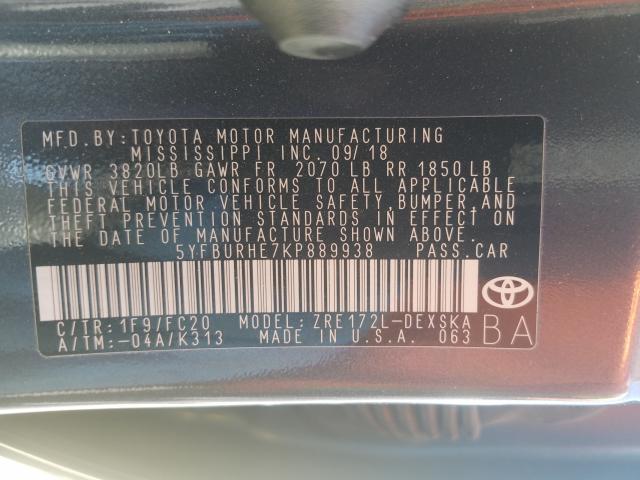 MFD.BY:TOYOTA MOTOR MANUFACTURING
MISSISSIPPI INC.09/18
GVWR 3820LB GAWR FR 2070 LB RR 1850 LB
THIS VEHICLE CONFORMS TO ALL APPLICABLE
FEDERAL MOTOR VEHICLE SAFETY,BUMPER,AND
THEFT PREVENTION STANDARDS IN EFFECT ON
THE DATE OF MANUFACTURE SHOWN ABOVE.
5YFBURHE7KP889938 PASS.CAR
C/TR:1F9/FC20 MODEL:ZRE172L-DEXSKA
A/TM:-04A/K313 MADE IN U.S.A. 063
BA